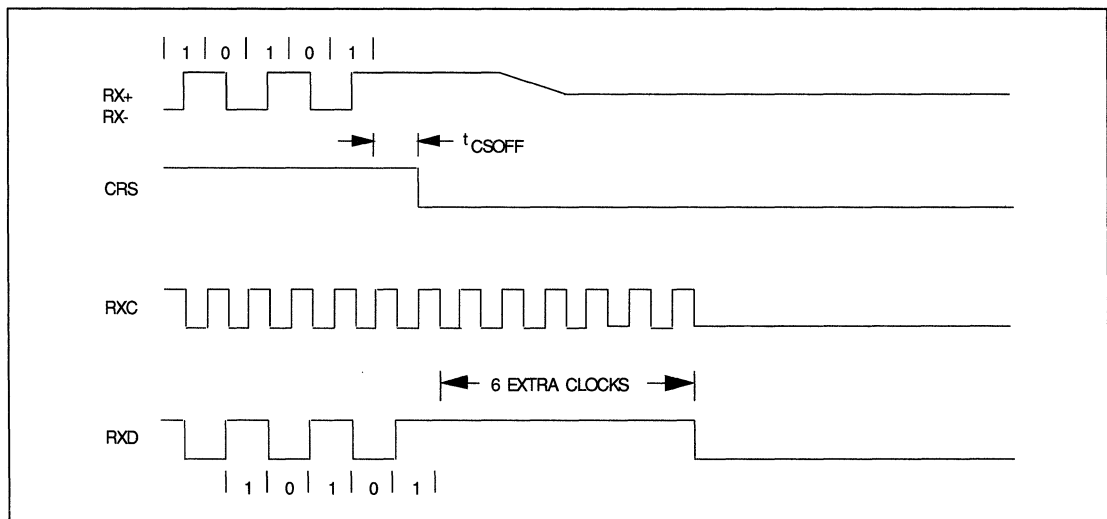 | 1 | 0 | 1 | 0 | 1 |
RX+
RX-
t CSOFF
CRS
RXC
6 EXTRA CLOCKS
RXD
| 1 | 0 | 1 | 0 | 1 |